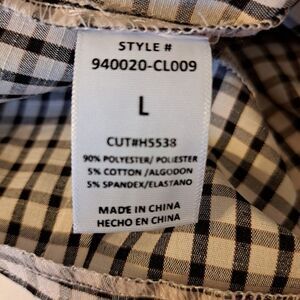 STYLE #
940020-CL009
L
CUT#H5538
90% POLYESTER/ POLIESTER
5% COTTON /ALGODON
5% SPANDEX/ELASTANO
MADE IN CHINA
HECHO EN CHINA